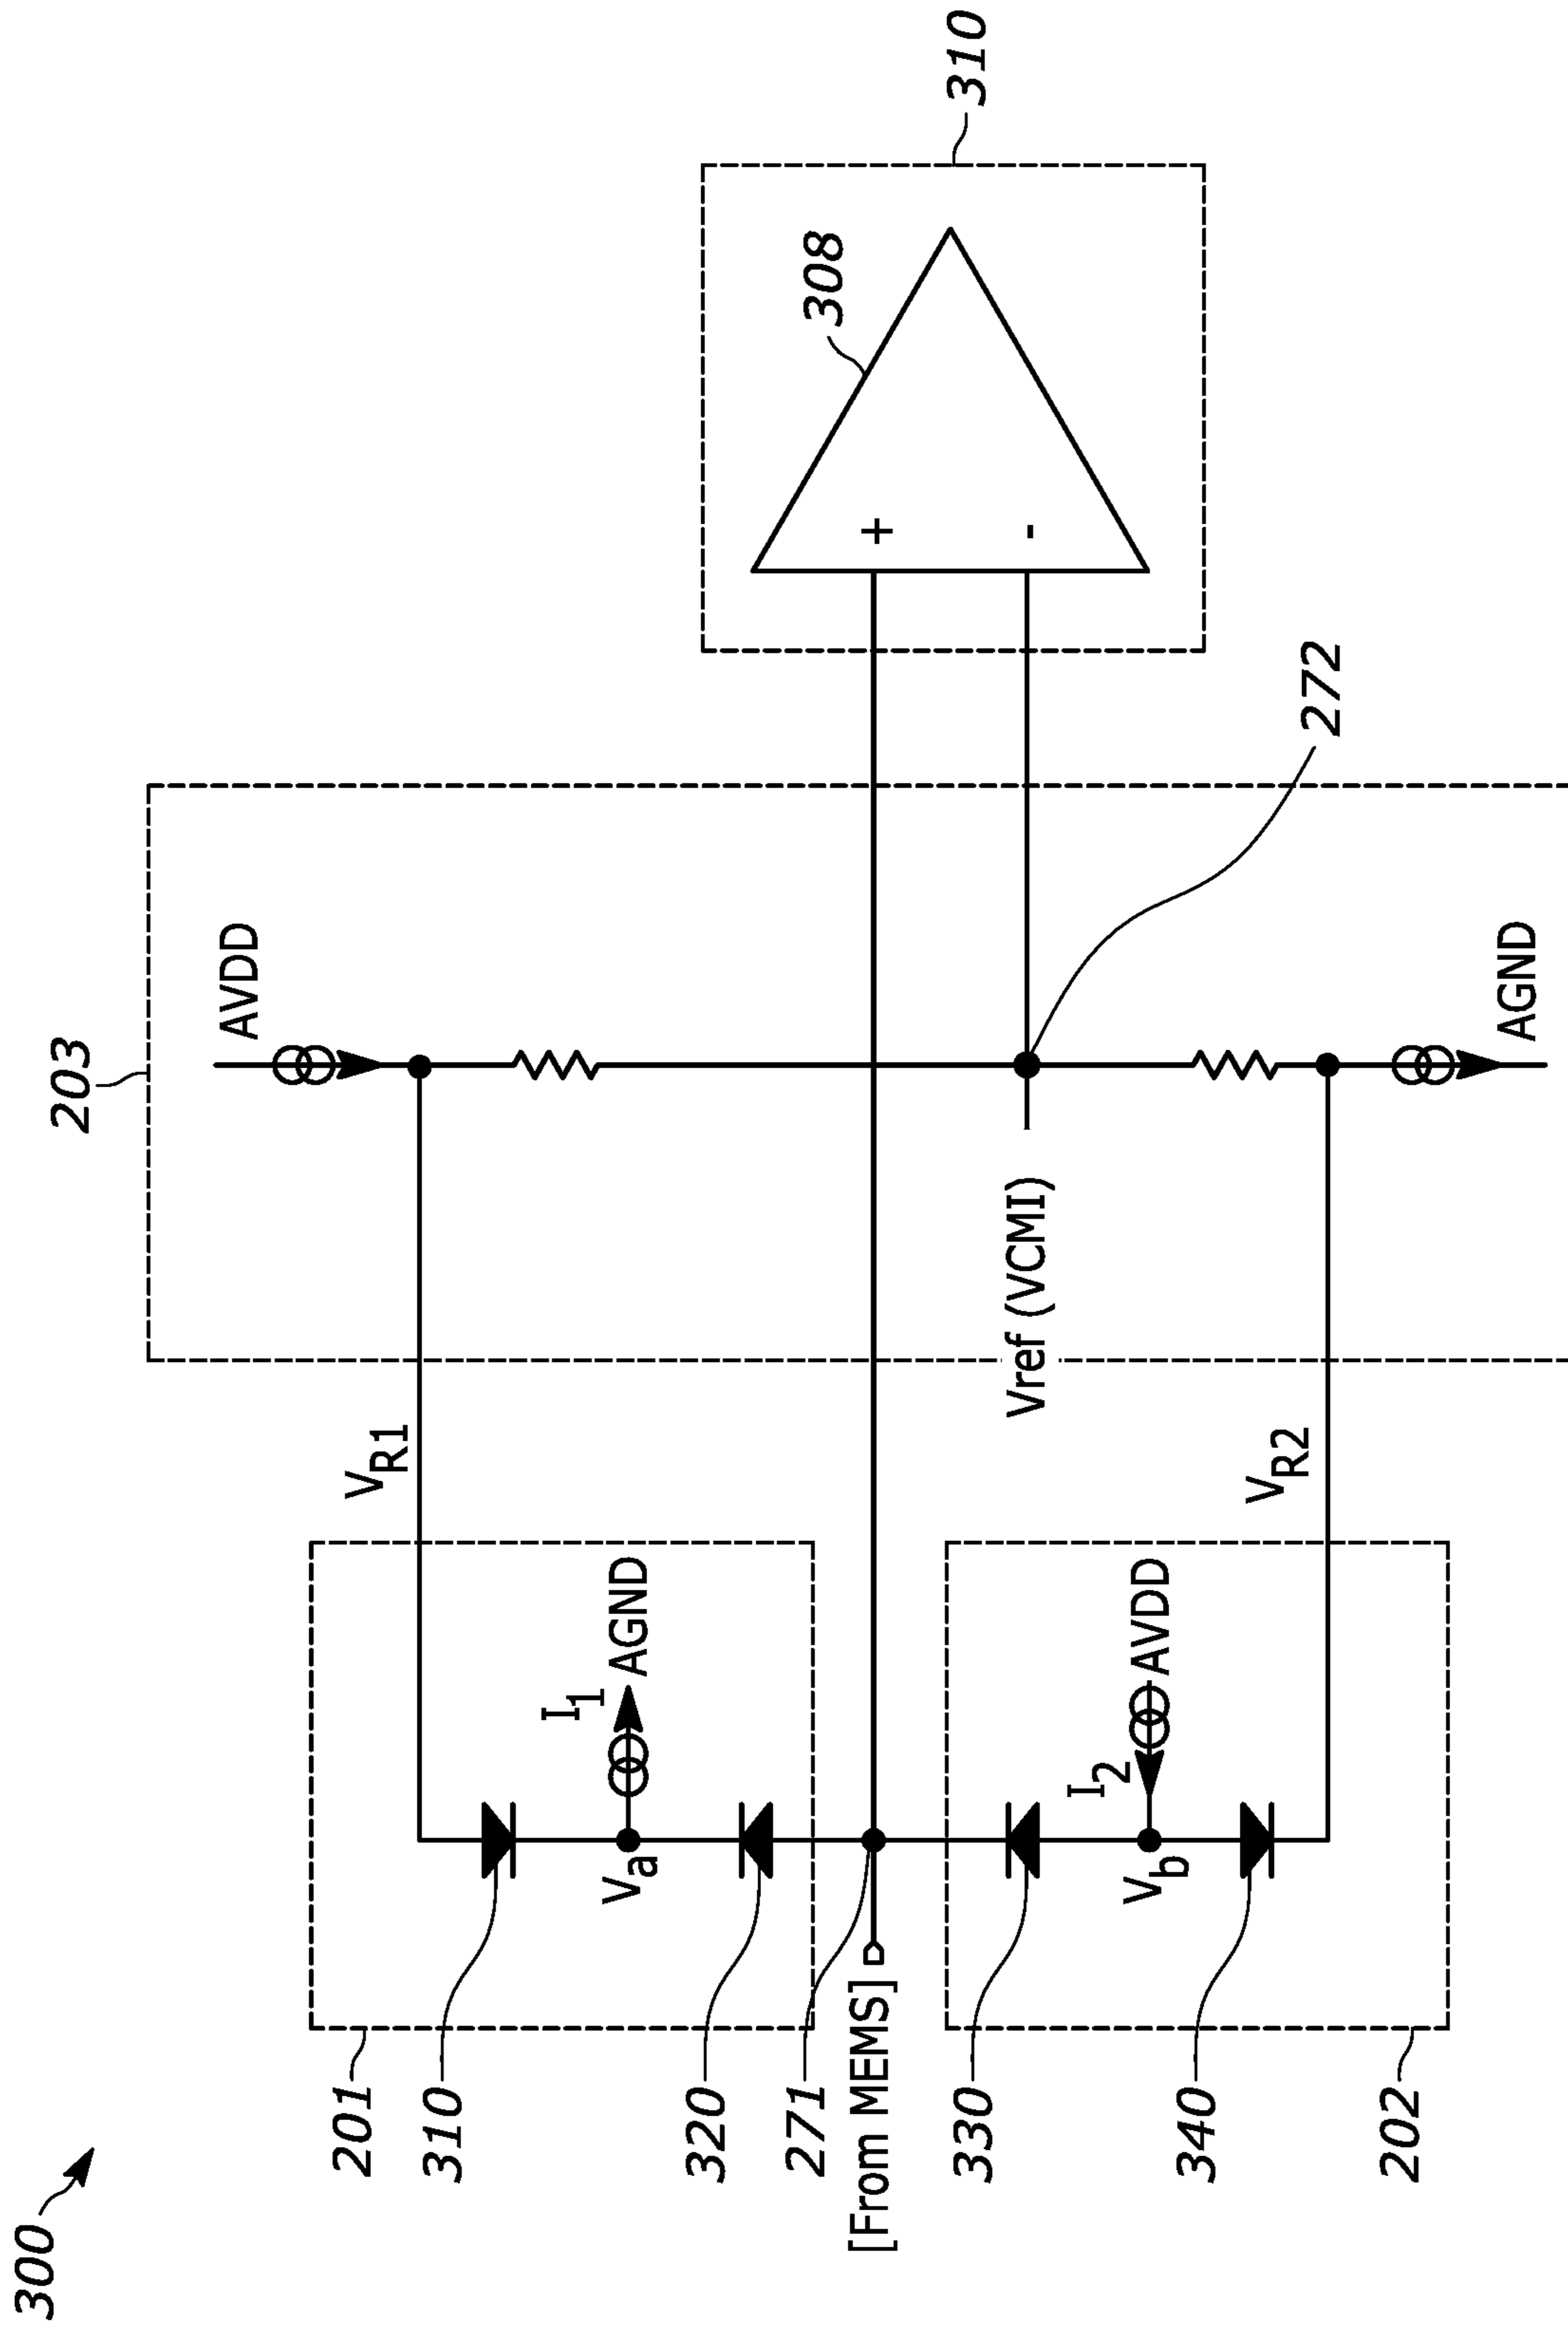 300
203
AVDD
201
310
V_R1
310
308
I_1
V_a
AGND
320
271
[From MEMS]
+
-
Vref (VCMI)
272
330
I_2
V_b
AVDD
340
V_R2
202
AGND